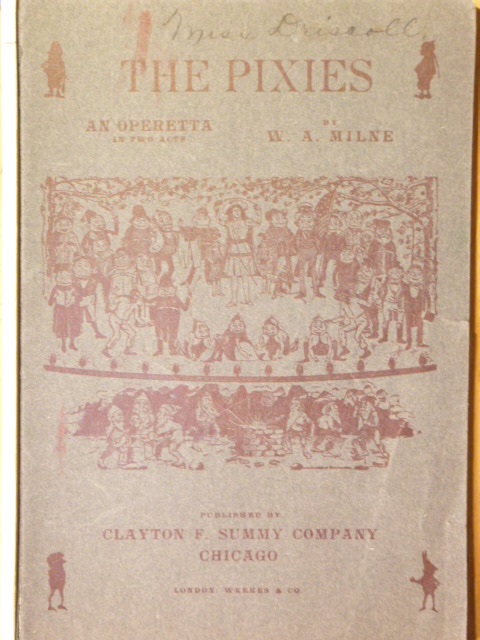 Miss Driscoll.
THE PIXIES
AN OPERETTA
IN TWO ACTS
BY
W. A. MILNE
PUBLISHED BY
CLAYTON F. SUMMY COMPANY
CHICAGO
LONDON: WEEKES & CO